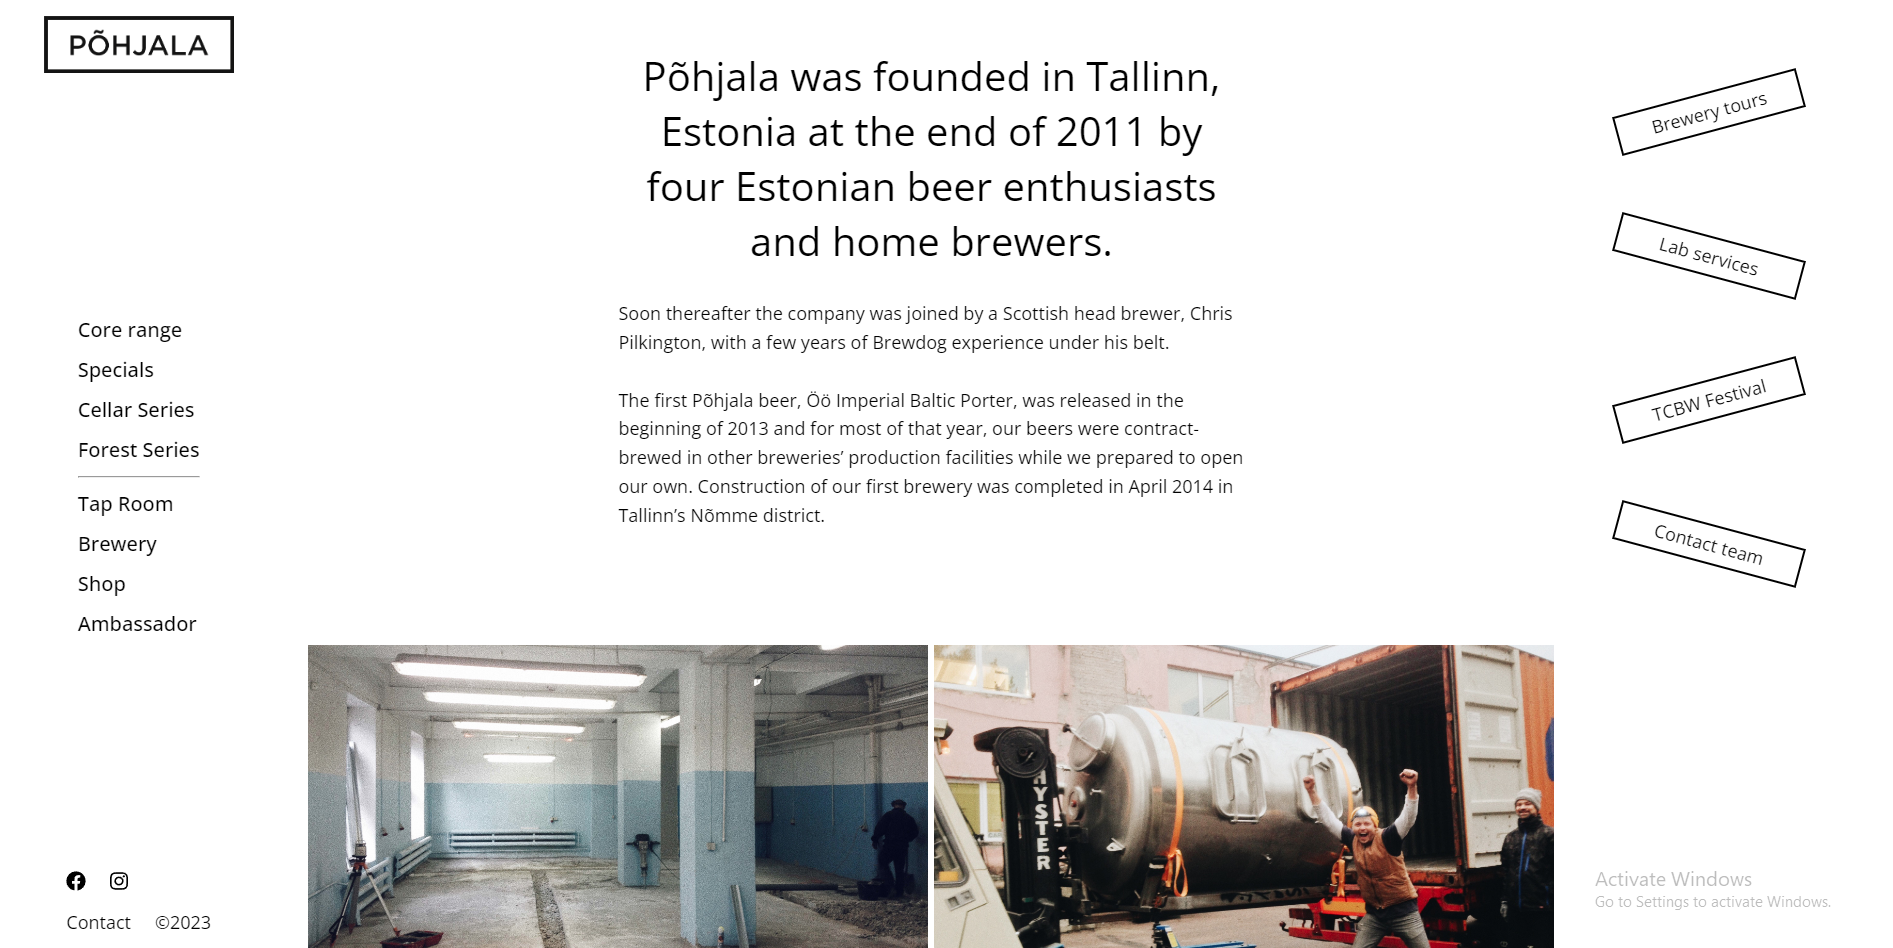 PÕHJALA
Core range
Specials
Cellar Series
Forest Series
Tap Room
Brewery
Shop
Ambassador
Contact ©2023
Põhjala was founded in Tallinn,
Estonia at the end of 2011 by
four Estonian beer enthusiasts
and home brewers.
Soon thereafter the company was joined by a Scottish head brewer, Chris
Pilkington, with a few years of Brewdog experience under his belt.
The first Põhjala beer, Öö Imperial Baltic Porter, was released in the
beginning of 2013 and for most of that year, our beers were contract-
brewed in other breweries’ production facilities while we prepared to open
our own. Construction of our first brewery was completed in April 2014 in
Tallinn’s Nõmme district.
HYSTER
Brewery tours
Lab services
TCBW Festival
Contact team
Activate Windows
Go to Settings to activate Windows.